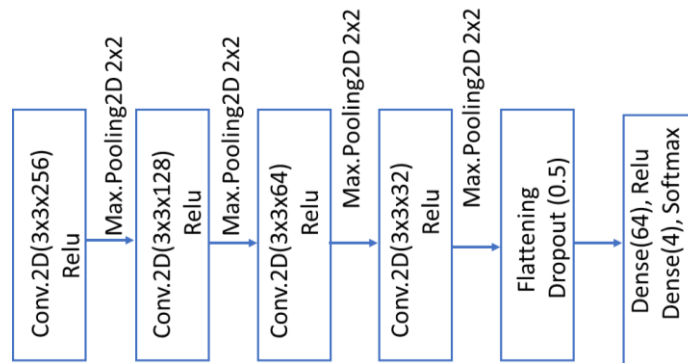 Conv.2D(3x3x256)
Relu
Max.Pooling2D 2x2
Conv.2D(3x3x128)
Relu
Max.Pooling2D 2x2
Conv.2D(3x3x64)
Relu
Max.Pooling2D 2x2
Conv.2D(3x3x32)
Relu
Max.Pooling2D 2x2
Flattening
Dropout (0.5)
Dense(64), Relu
Dense(4), Softmax